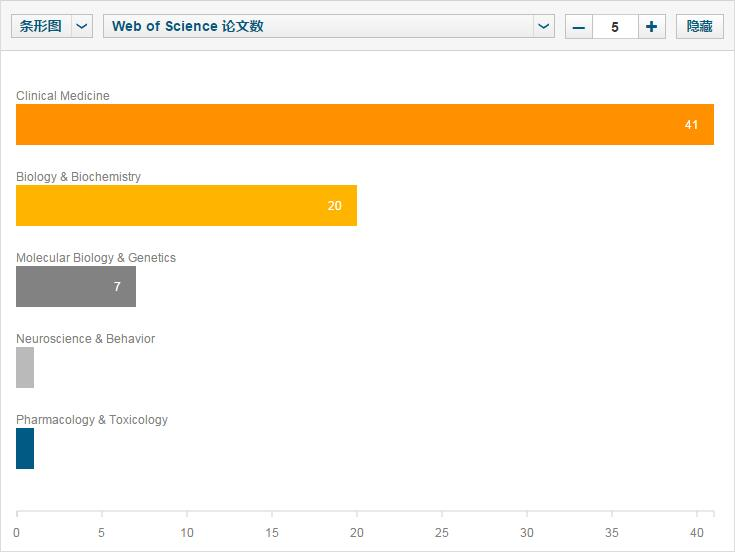 条形图
Web of Science 论文数
5
隐藏
Clinical Medicine
41
Biology & Biochemistry
20
Molecular Biology & Genetics
7
Neuroscience & Behavior
Pharmacology & Toxicology
0 5 10 15 20 25 30 35 40